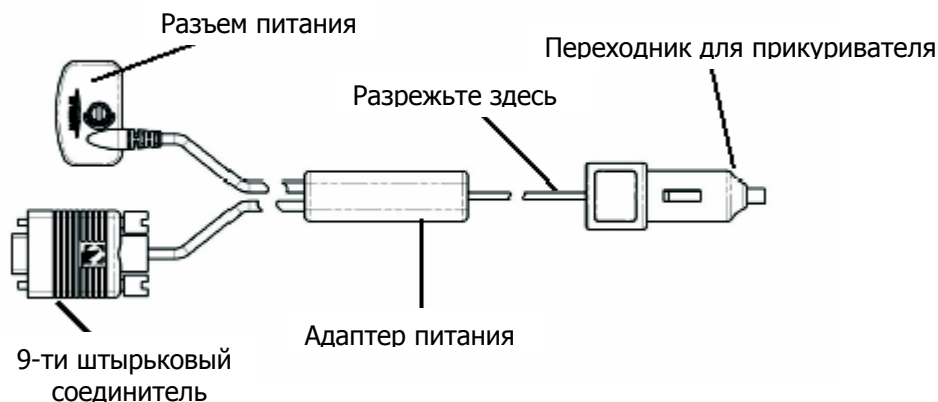 Разъем питания
Переходник для прикуривателя
Разрежьте здесь
Адаптер питания
9-ти штырьковый
соединитель